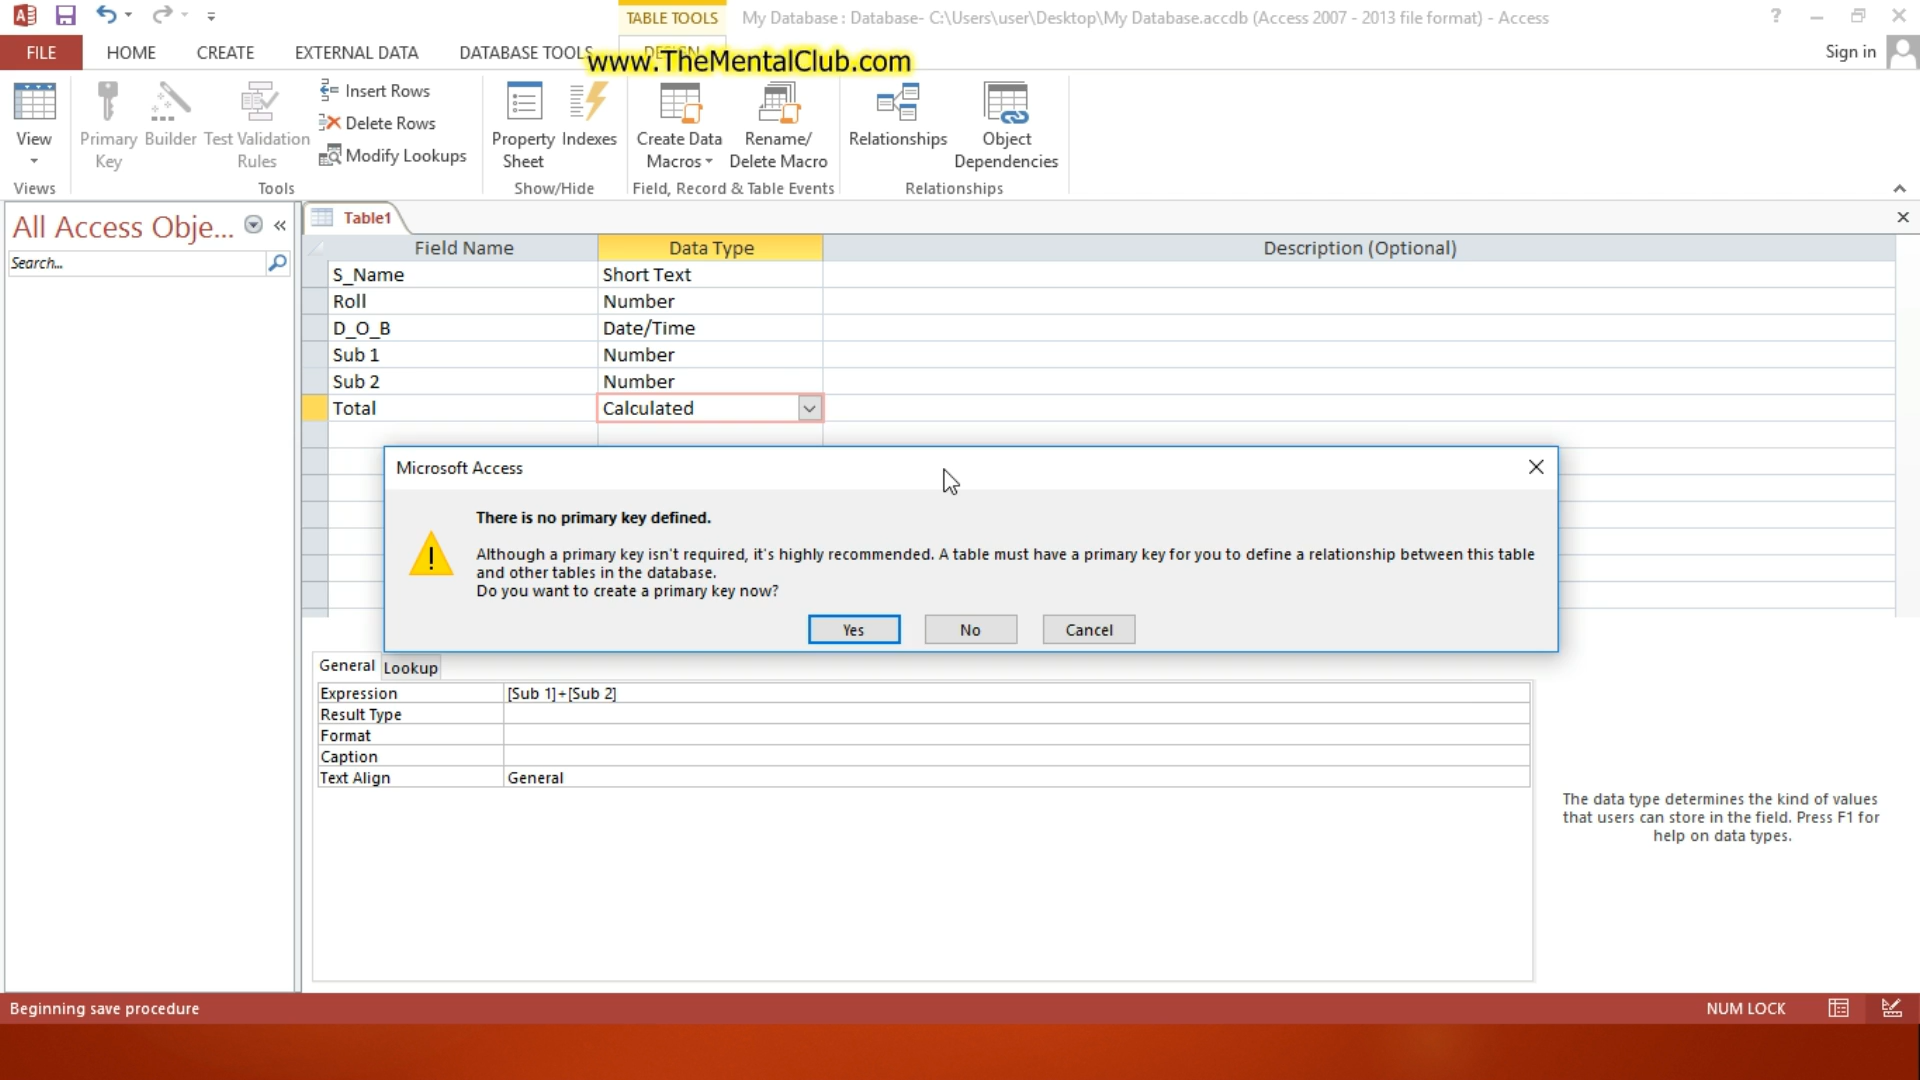 TABLE TOOLS
My Database : Database- C:\Users\user\Desktop\My Database.accdb (Access 2007 - 2013 file format) - Access
?
FILE
HOME
CREATE
EXTERNAL DATA
DATABASE TOOLS
DESIGN
www.TheMentalClub.com
Sign in
View
Primary Key
Builder
Test Validation Rules
Insert Rows
Delete Rows
Modify Lookups
Property Sheet
Indexes
Create Data Macros
Rename/ Delete Macro
Relationships
Object Dependencies
Views
Tools
Show/Hide
Field, Record & Table Events
Relationships
All Access Obje...
Search...
Table1
Field Name
Data Type
Description (Optional)
S_Name
Short Text
Roll
Number
D_O_B
Date/Time
Sub 1
Number
Sub 2
Number
Total
Calculated
Microsoft Access
There is no primary key defined.
Although a primary key isn't required, it's highly recommended. A table must have a primary key for you to define a relationship between this table
and other tables in the database.
Do you want to create a primary key now?
Yes
No
Cancel
General
Lookup
Expression
[Sub 1]+[Sub 2]
Result Type
Format
Caption
Text Align
General
The data type determines the kind of values
that users can store in the field. Press F1 for
help on data types.
Beginning save procedure
NUM LOCK